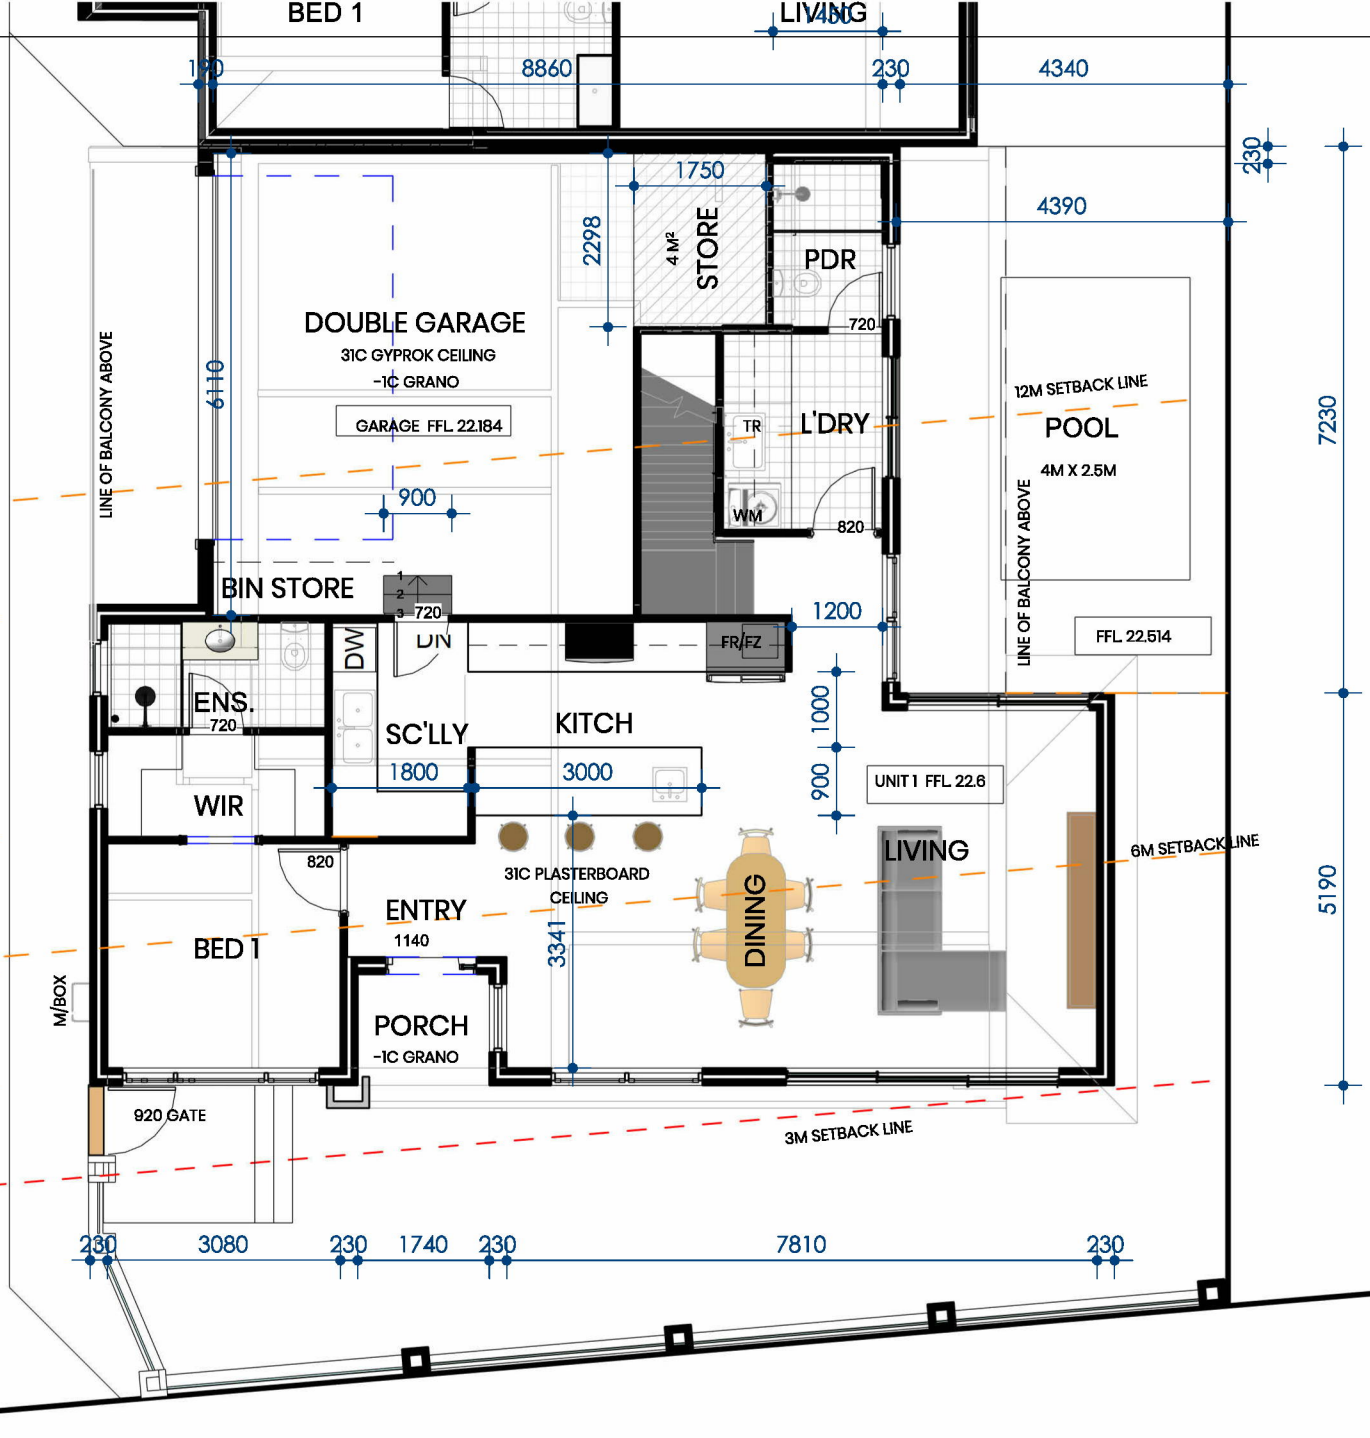 BED 1
LIVING
1450
190
8860
230
4340
230
1750
4390
2298
4 M²
STORE
PDR
720
DOUBLE GARAGE
31C GYPROK CEILING
-1C GRANO
6110
GARAGE FFL. 22.184
LINE OF BALCONY ABOVE
12M SETBACK LINE
POOL
4M X 2.5M
7230
TR
L'DRY
WM
820
900
LINE OF BALCONY ABOVE
BIN STORE
1
2
3
720
DN
DW
FR/FZ
1200
FFL 22.514
ENS.
720
SC'LLY
KITCH
1000
WIR
1800
3000
900
UNIT 1 FFL 22.6
820
31C PLASTERBOARD
CEILING
LIVING
6M SETBACK LINE
5190
ENTRY
1140
BED 1
3341
DINING
M/BOX
PORCH
-1C GRANO
920 GATE
3M SETBACK LINE
230
3080
230
1740
230
7810
230